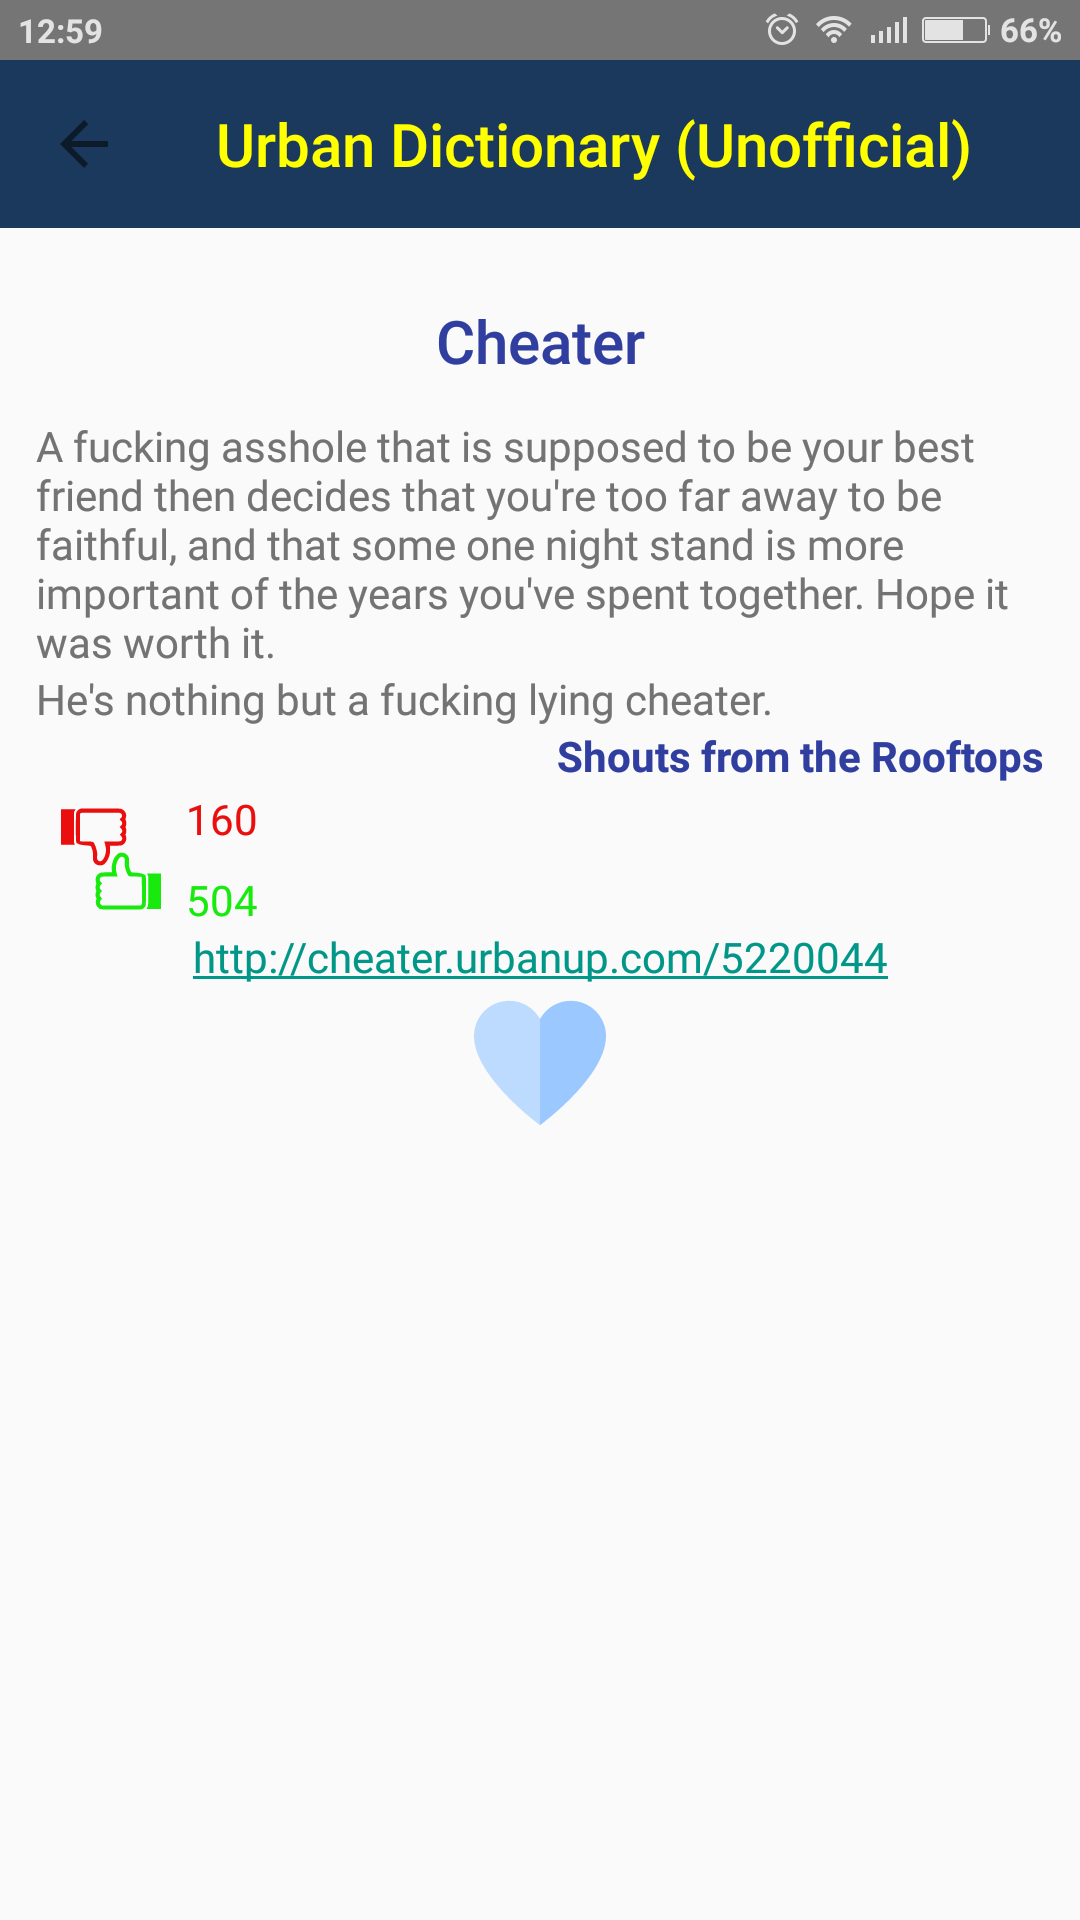 12:59
66%
Urban Dictionary (Unofficial)
Cheater
A fucking asshole that is supposed to be your best
friend then decides that you're too far away to be
faithful, and that some one night stand is more
important of the years you've spent together. Hope it
was worth it.
He's nothing but a fucking lying cheater.
Shouts from the Rooftops
160
504
http://cheater.urbanup.com/5220044